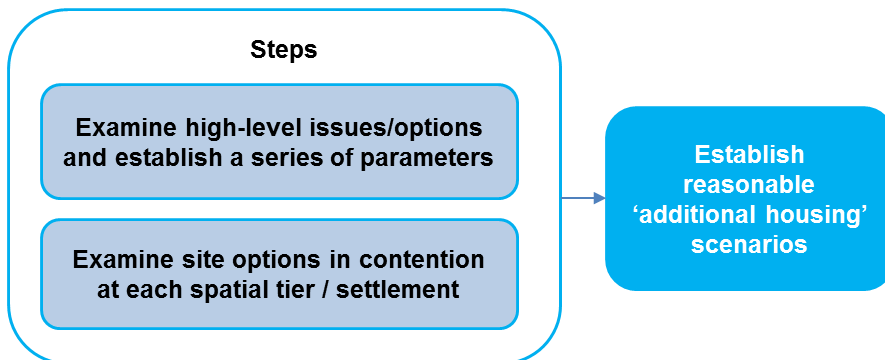 Steps
Examine high-level issues/options
and establish a series of parameters
Examine site options in contention
at each spatial tier / settlement
Establish
reasonable
‘additional housing’
scenarios